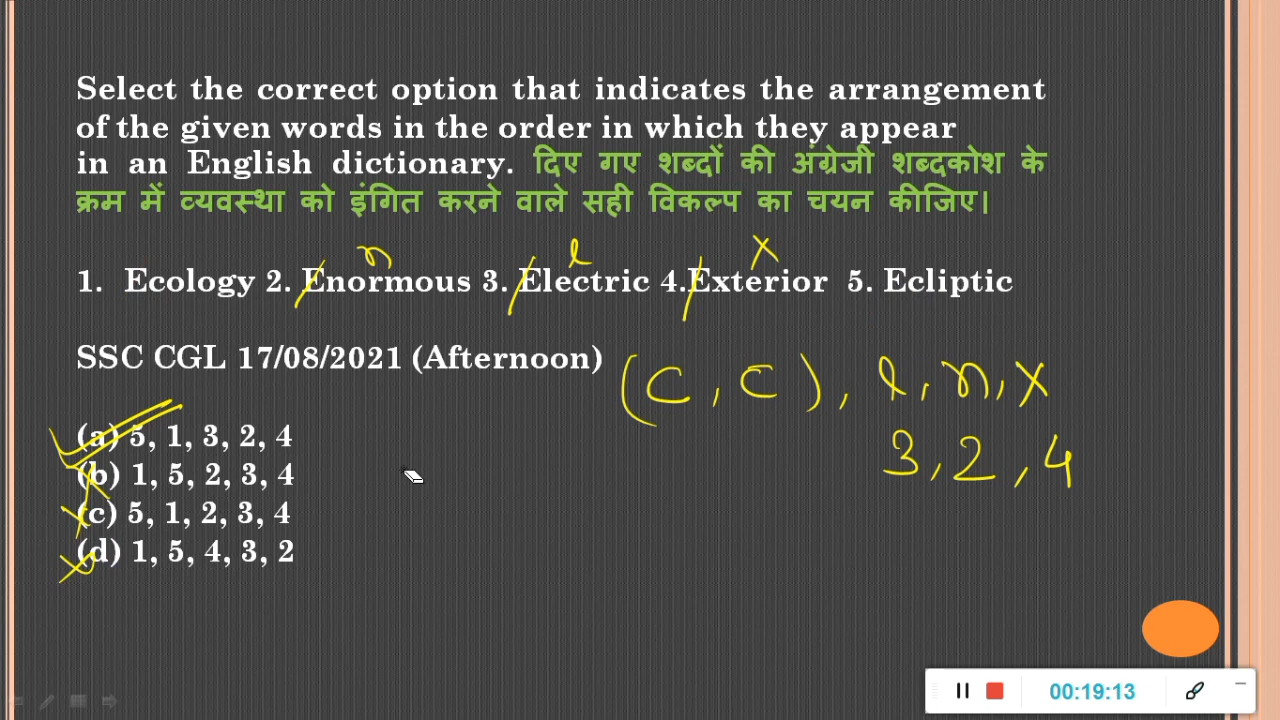 Select the correct option that indicates the arrangement
of the given words in the order in which they appear
in an English dictionary. दिए गए शब्दों की अंग्रेजी शब्दकोश के
क्रम में व्यवस्था को इंगित करने वाले सही विकल्प का चयन कीजिए।
n l x
1. Ecology 2. Enormous 3. Electric 4.Exterior 5. Ecliptic
SSC CGL 17/08/2021 (Afternoon)
(C, C), l, n, x
(a) 5, 1, 3, 2, 4
3, 2, 4
(b) 1, 5, 2, 3, 4
(c) 5, 1, 2, 3, 4
(d) 1, 5, 4, 3, 2
00:19:13